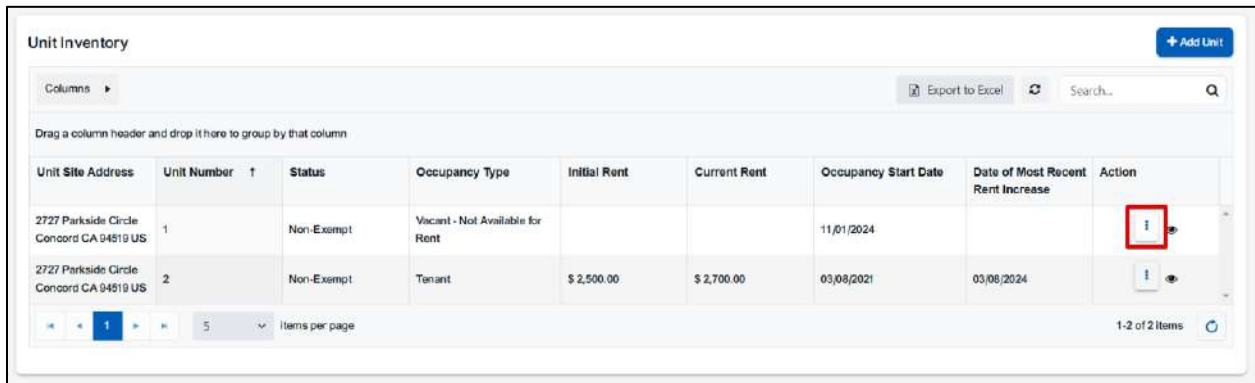 Unit Inventory
+ Add Unit
Columns
Export to Excel
Search...
Drag a column header and drop it here to group by that column
Unit Site Address Unit Number ↑ Status Occupancy Type Initial Rent Current Rent Occupancy Start Date Date of Most Recent Action
Rent Increase
2727 Parkside Circle
Concord CA 94519 US
1
Non-Exempt
Vacant - Not Available for
Rent
11/01/2024
2727 Parkside Circle
Concord CA 94519 US
2
Non-Exempt
Tenant
$ 2,500.00
$ 2,700.00
03/08/2021
03/08/2024
1
5
items per page
1-2 of 2 items